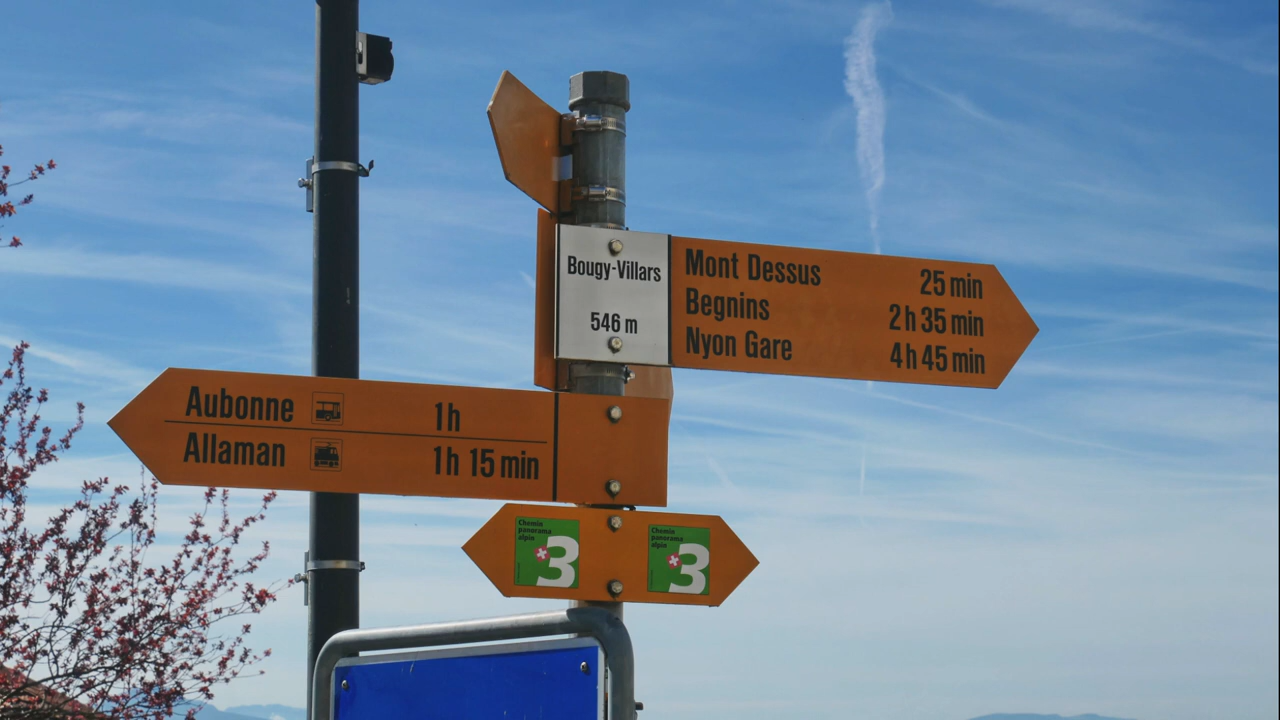 Bougy-Villars
546 m
Mont Dessus 25 min
Begnins 2 h 35 min
Nyon Gare 4 h 45 min
Aubonne 1h
Allaman 1h 15 min
Chemin
panorama
alpin
3
Chemin
panorama
alpin
3